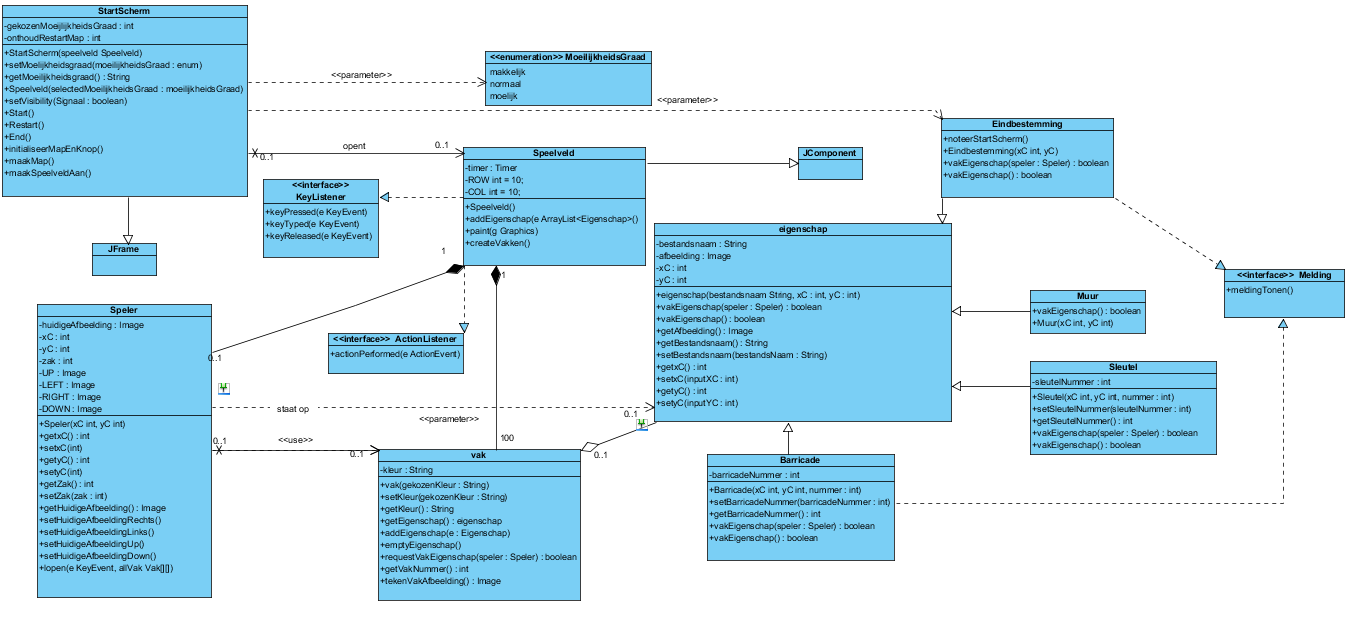 StartScherm
-gekozenMoeijlijkheidsGraad : int
-onthoudRestartMap : int
+StartScherm(speelveld Speelveld)
+setMoelijkheidsgraad(moeilijkheidsGraad : enum)
+getMoeilijkheidsgraad() : String
+Speelveld(selectedMoeilijkheidsGraad : moeilijkheidsGraad)
+setVisibility(Signaal : boolean)
+Start()
+Restart()
+End()
+initialiseerMapEnKnop()
+maakMap()
+maakSpeelveldAan()
<<parameter>>
<<enumeration>> MoeilijkheidsGraad
makkelijk
normaal
moelijk
<<parameter>>
Eindbestemming
+noteerStartScherm()
+Eindbestemming(xC int, yC)
+vakEigenschap(speler : Speler) : boolean
+vakEigenschap() : boolean
0..1
opent
0..1
Speelveld
-timer : Timer
-ROW int = 10;
-COL int = 10;
+Speelveld()
+addEigenschap(e ArrayList<Eigenschap>()
+paint(g Graphics)
+createVakken()
JComponent
<<interface>>
KeyListener
+keyPressed(e KeyEvent)
+keyTyped(e KeyEvent)
+keyReleased(e KeyEvent)
JFrame
eigenschap
-bestandsnaam : String
-afbeelding : Image
-xC : int
-yC : int
+eigenschap(bestandsnaam String, xC : int, yC : int)
+vakEigenschap(speler : Speler) : boolean
+vakEigenschap() : boolean
+getAfbeelding() : Image
+getBestandsnaam() : String
+setBestandsnaam(bestandsNaam : String)
+getxC() : int
+setxC(inputXC : int)
+getyC() : int
+setyC(inputYC : int)
<<interface>> Melding
+meldingTonen()
Muur
+vakEigenschap() : boolean
+Muur(xC int, yC int)
1
1
Speler
-huidigeAfbeelding : Image
-xC : int
-yC : int
-zak : int
-UP : Image
-LEFT : Image
-RIGHT : Image
-DOWN : Image
+Speler(xC int, yC int)
+getxC() : int
+setxC(int)
+getyC() : int
+setyC(int)
+getZak() : int
+setZak(zak : int)
+getHuidigeAfbeelding() : Image
+setHuidigeAfbeeldingRechts()
+setHuidigeAfbeeldingLinks()
+setHuidigeAfbeeldingUp()
+setHuidigeAfbeeldingDown()
+lopen(e KeyEvent, allVak Vak[][])
0..1
<<interface>> ActionListener
+actionPerformed(e ActionEvent)
Sleutel
-sleutelNummer : int
+Sleutel(xC int, yC int, nummer : int)
+setSleutelNummer(sleutelNummer : int)
+getSleutelNummer() : int
+vakEigenschap(speler : Speler) : boolean
+vakEigenschap() : boolean
staat op
<<parameter>>
0..1
0..1
<<use>>
0..1
100
0..1
vak
-kleur : String
+vak(gekozenKleur : String)
+setKleur(gekozenKleur : String)
+getKleur() : String
+getEigenschap() : eigenschap
+addEigenschap(e : Eigenschap)
+emptyEigenschap()
+requestVakEigenschap(speler : Speler) : boolean
+getVakNummer() : int
+tekenVakAfbeelding() : Image
Barricade
-barricadeNummer : int
+Barricade(xC int, yC int, nummer : int)
+setBarricadeNummer(barricadeNummer : int)
+getBarricadeNummer() : int
+vakEigenschap(speler : Speler) : boolean
+vakEigenschap() : boolean